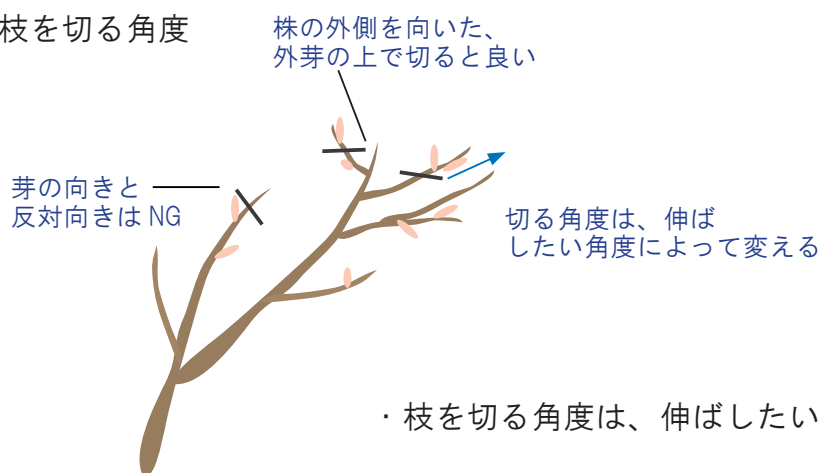 枝を切る角度
株の外側を向いた、
外芽の上で切ると良い
芽の向きと
反対向きは NG
切る角度は、伸ば
したい角度によって変える
・枝を切る角度は、伸ばしたい